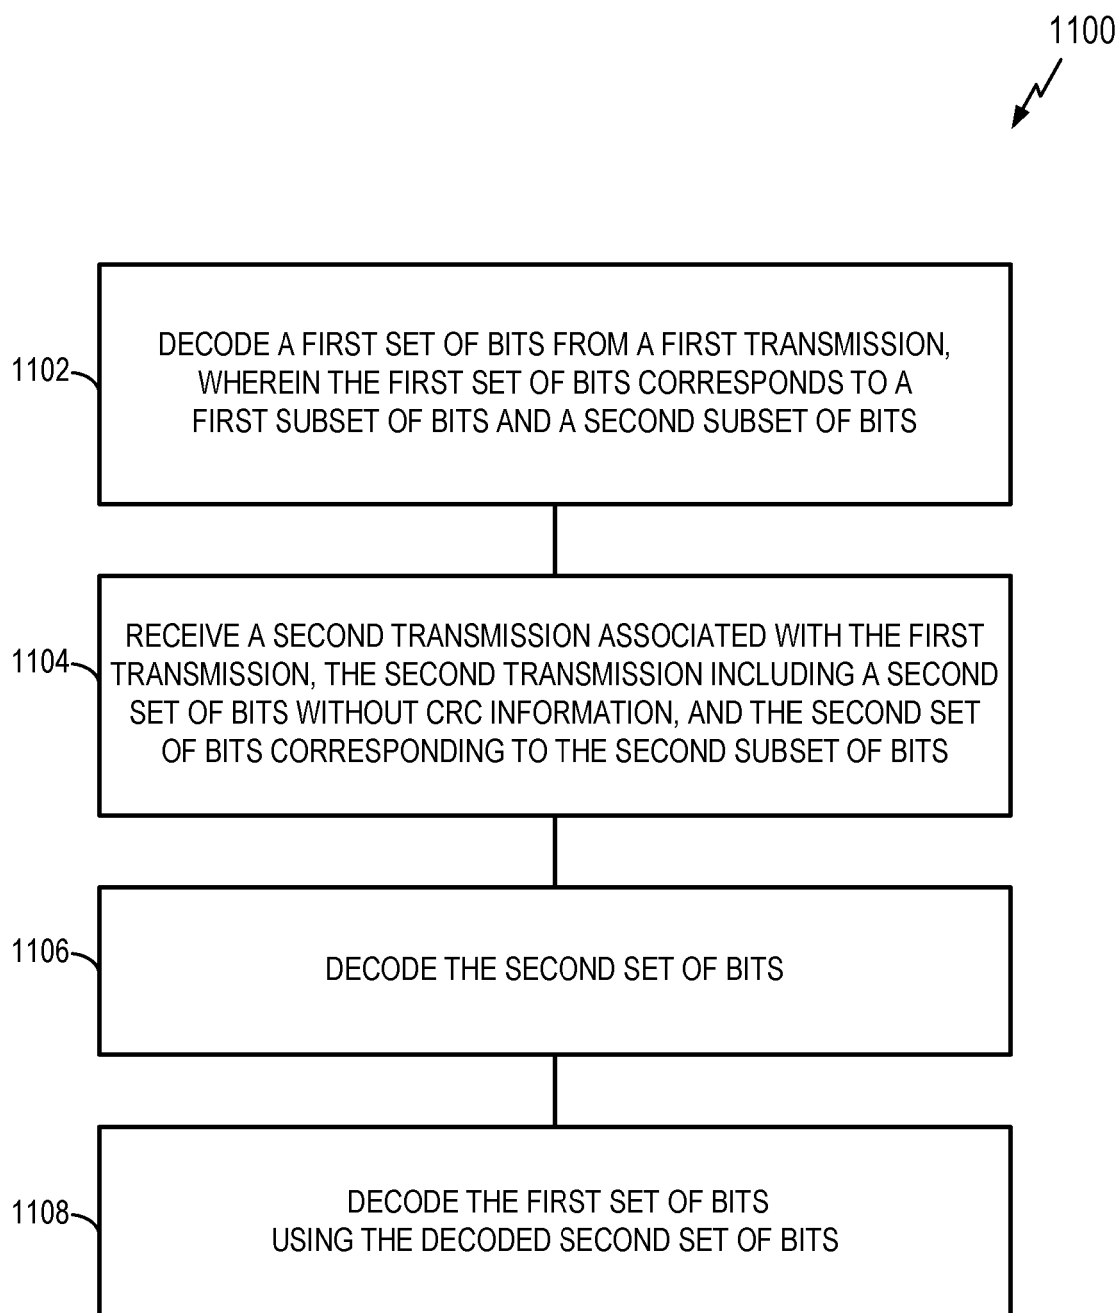 1100
1102
DECODE A FIRST SET OF BITS FROM A FIRST TRANSMISSION,
WHEREIN THE FIRST SET OF BITS CORRESPONDS TO A
FIRST SUBSET OF BITS AND A SECOND SUBSET OF BITS
1104
RECEIVE A SECOND TRANSMISSION ASSOCIATED WITH THE FIRST
TRANSMISSION, THE SECOND TRANSMISSION INCLUDING A SECOND
SET OF BITS WITHOUT CRC INFORMATION, AND THE SECOND SET
OF BITS CORRESPONDING TO THE SECOND SUBSET OF BITS
1106
DECODE THE SECOND SET OF BITS
1108
DECODE THE FIRST SET OF BITS
USING THE DECODED SECOND SET OF BITS